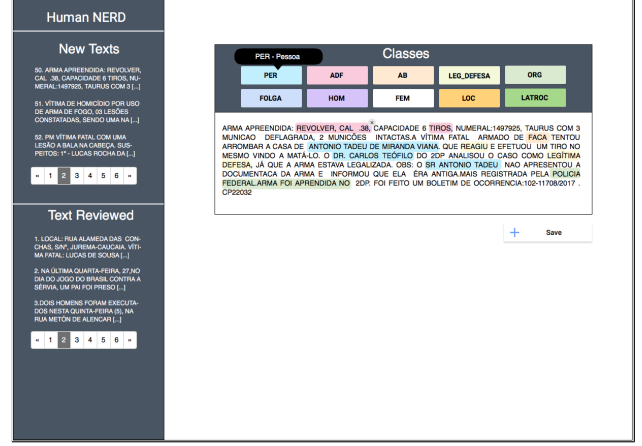 Human NERD
New Texts
50. ARMA APREENDIDA: REVOLVER,
CAL .38, CAPACIDADE 6 TIROS, NU-
MERAL:1497925, TAURUS COM 3 [...]
51. VÍTIMA DE HOMICÍDIO POR USO
DE ARMA DE FOGO, 03 LESÕES
CONSTATADAS, SENDO UMA NA [...]
52. PM VÍTIMA FATAL COM UMA
LESÃO A BALA NA CABEÇA. SUS-
PEITOS: 1° - LUCAS ROCHA DA [...]
« 1 2 3 4 5 6 »
Text Reviewed
1. LOCAL: RUA ALAMEDA DAS CON-
CHAS, S/N°, JUREMA-CAUCAIA. VÍTI-
MA FATAL: LUCAS DE SOUSA [...]
2. NA ÚLTIMA QUARTA-FEIRA, 27,NO
DIA DO JOGO DO BRASIL CONTRA A
SÉRVIA, UM PAI FOI PRESO [...]
3.DOIS HOMENS FORAM EXECUTA-
DOS NESTA QUINTA-FEIRA (5), NA
RUA METÓN DE ALENCAR [...]
« 1 2 3 4 5 6 »
PER - Pessoa
Classes
PER ADF AB LEG_DEFESA ORG
FOLGA HOM FEM LOC LATROC
ARMA APREENDIDA: REVOLVER, CAL .38, CAPACIDADE 6 TIROS, NUMERAL:1497925, TAURUS COM 3
MUNICAO DEFLAGRADA, 2 MUNICÕES INTACTAS.A VÍTIMA FATAL ARMADO DE FACA TENTOU
ARROMBAR A CASA DE ANTONIO TADEU DE MIRANDA VIANA. QUE REAGIU E EFETUOU UM TIRO NO
MESMO VINDO A MATÁ-LO. O DR. CARLOS TEÓFILO DO 2DP ANALISOU O CASO COMO LEGÍTIMA
DEFESA, JÁ QUE A ARMA ESTAVA LEGALIZADA. OBS: O SR ANTONIO TADEU NAO APRESENTOU A
DOCUMENTACA DA ARMA E INFORMOU QUE ELA ÉRA ANTIGA.MAIS REGISTRADA PELA POLICIA
FEDERAL.ARMA FOI APRENDIDA NO 2DP. FOI FEITO UM BOLETIM DE OCORRENCIA:102-11708/2017 .
CP22032
+ Save